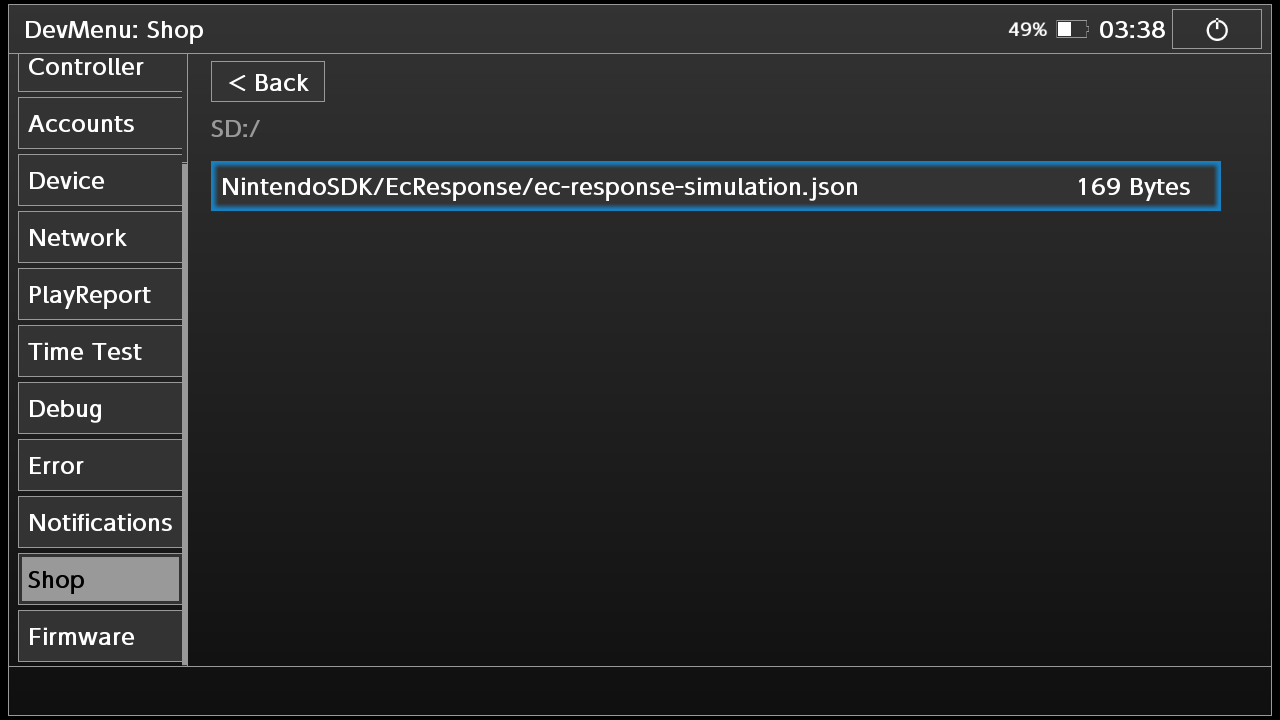 DevMenu: Shop
49%
03:38
Controller
Accounts
Device
Network
PlayReport
Time Test
Debug
Error
Notifications
Shop
Firmware
< Back
SD:/
NintendoSDK/EcResponse/ec-response-simulation.json 169 Bytes